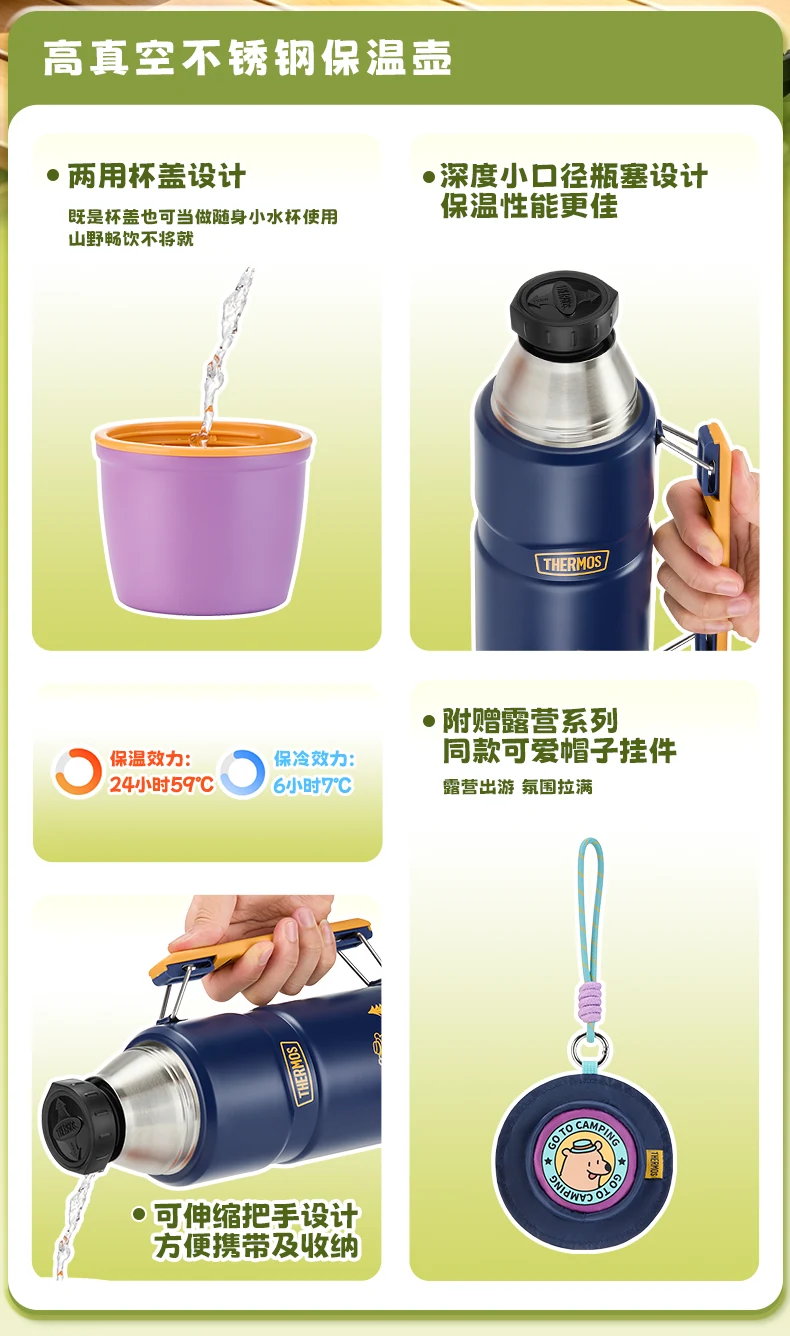 高真空不锈钢保温壶
两用杯盖设计
既是杯盖也可当做随身小水杯使用
山野畅饮不将就
深度小口径瓶塞设计
保温性能更佳
THERMOS
THERMOS
保温效力：
24小时59℃
保冷效力：
6小时7℃
附赠露营系列
同款可爱帽子挂件
露营出游 氛围拉满
THERMOS
THERMOS
可伸缩把手设计
方便携带及收纳
GO TO CAMPING
GO TO CAMPING
THERMOS